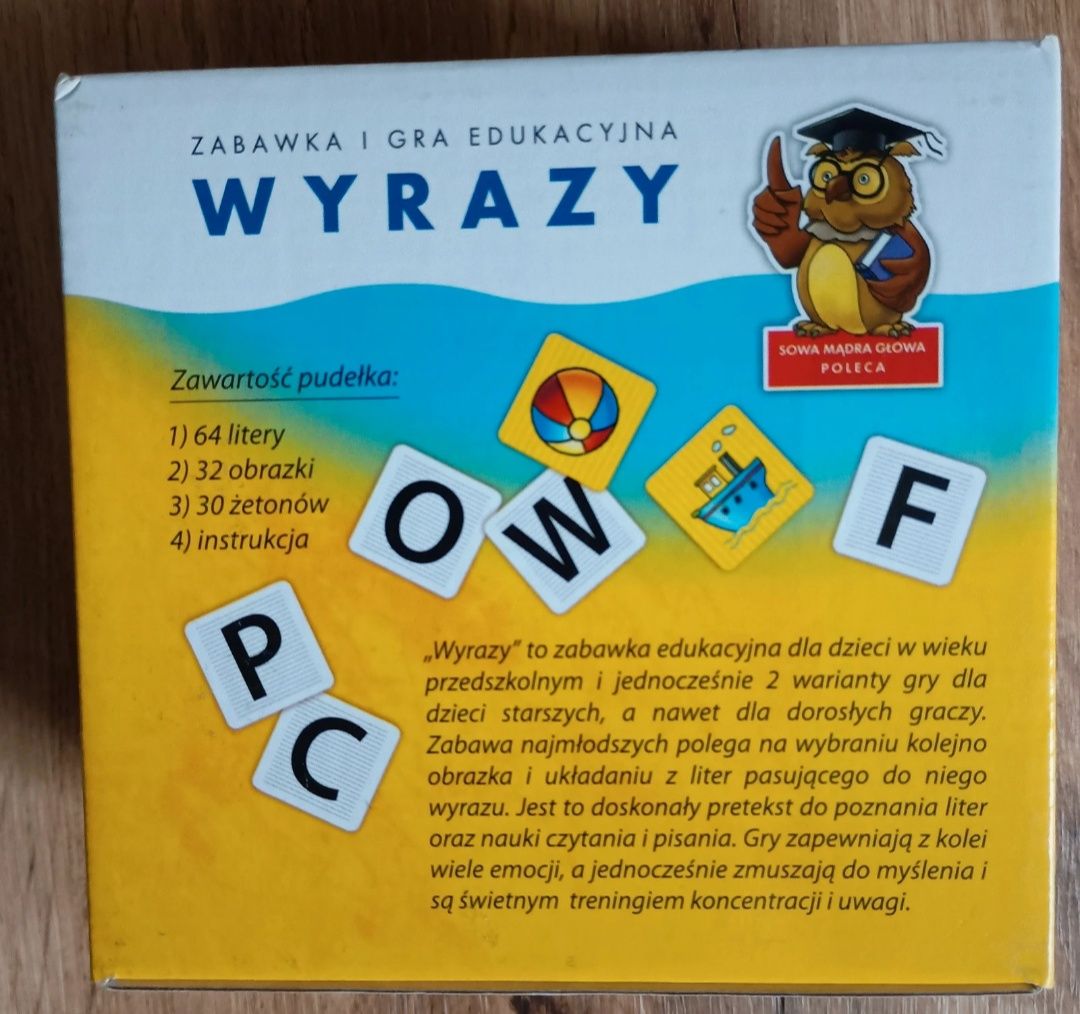 ZABAWKA I GRA EDUKACYJNA
WYRAZY
SOWA MĄDRA GŁOWA
POLECA
Zawartość pudełka:
1) 64 litery
2) 32 obrazki
3) 30 żetonów
4) instrukcja
O
W
F
P
C
„Wyrazy” to zabawka edukacyjna dla dzieci w wieku
przedszkolnym i jednocześnie 2 warianty gry dla
dzieci starszych, a nawet dla dorosłych graczy.
Zabawa najmłodszych polega na wybraniu kolejno
obrazka i układaniu z liter pasującego do niego
wyrazu. Jest to doskonały pretekst do poznania liter
oraz nauki czytania i pisania. Gry zapewniają z kolei
wiele emocji, a jednocześnie zmuszają do myślenia i
są świetnym treningiem koncentracji i uwagi.